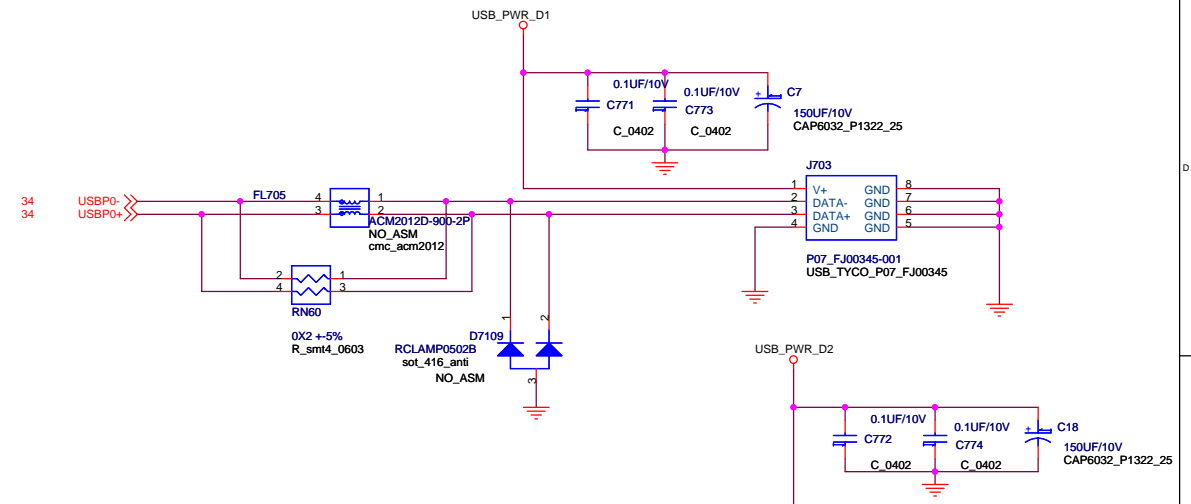 USB_PWR_D1
0.1UF/10V
0.1UF/10V
C7
C771
C773
150UF/10V
CAP6032_P1322_25
C_0402
C_0402
J703
1 V+ GND 8
2 DATA- GND 7
3 DATA+ GND 6
4 GND GND 5
P07_FJ00345-001
USB_TYCO_P07_FJ00345
34 USBP0-
34 USBP0+
FL705
4 1
3 2
ACM2012D-900-2P
NO_ASM
cmc_acm2012
2 1
4 3
RN60
0X2 +-5%
R_smt4_0603
1 2
D7109
RCLAMP0502B
sot_416_anti
NO_ASM
3
D
USB_PWR_D2
0.1UF/10V
0.1UF/10V
C18
C772
C774
150UF/10V
CAP6032_P1322_25
C_0402
C_0402